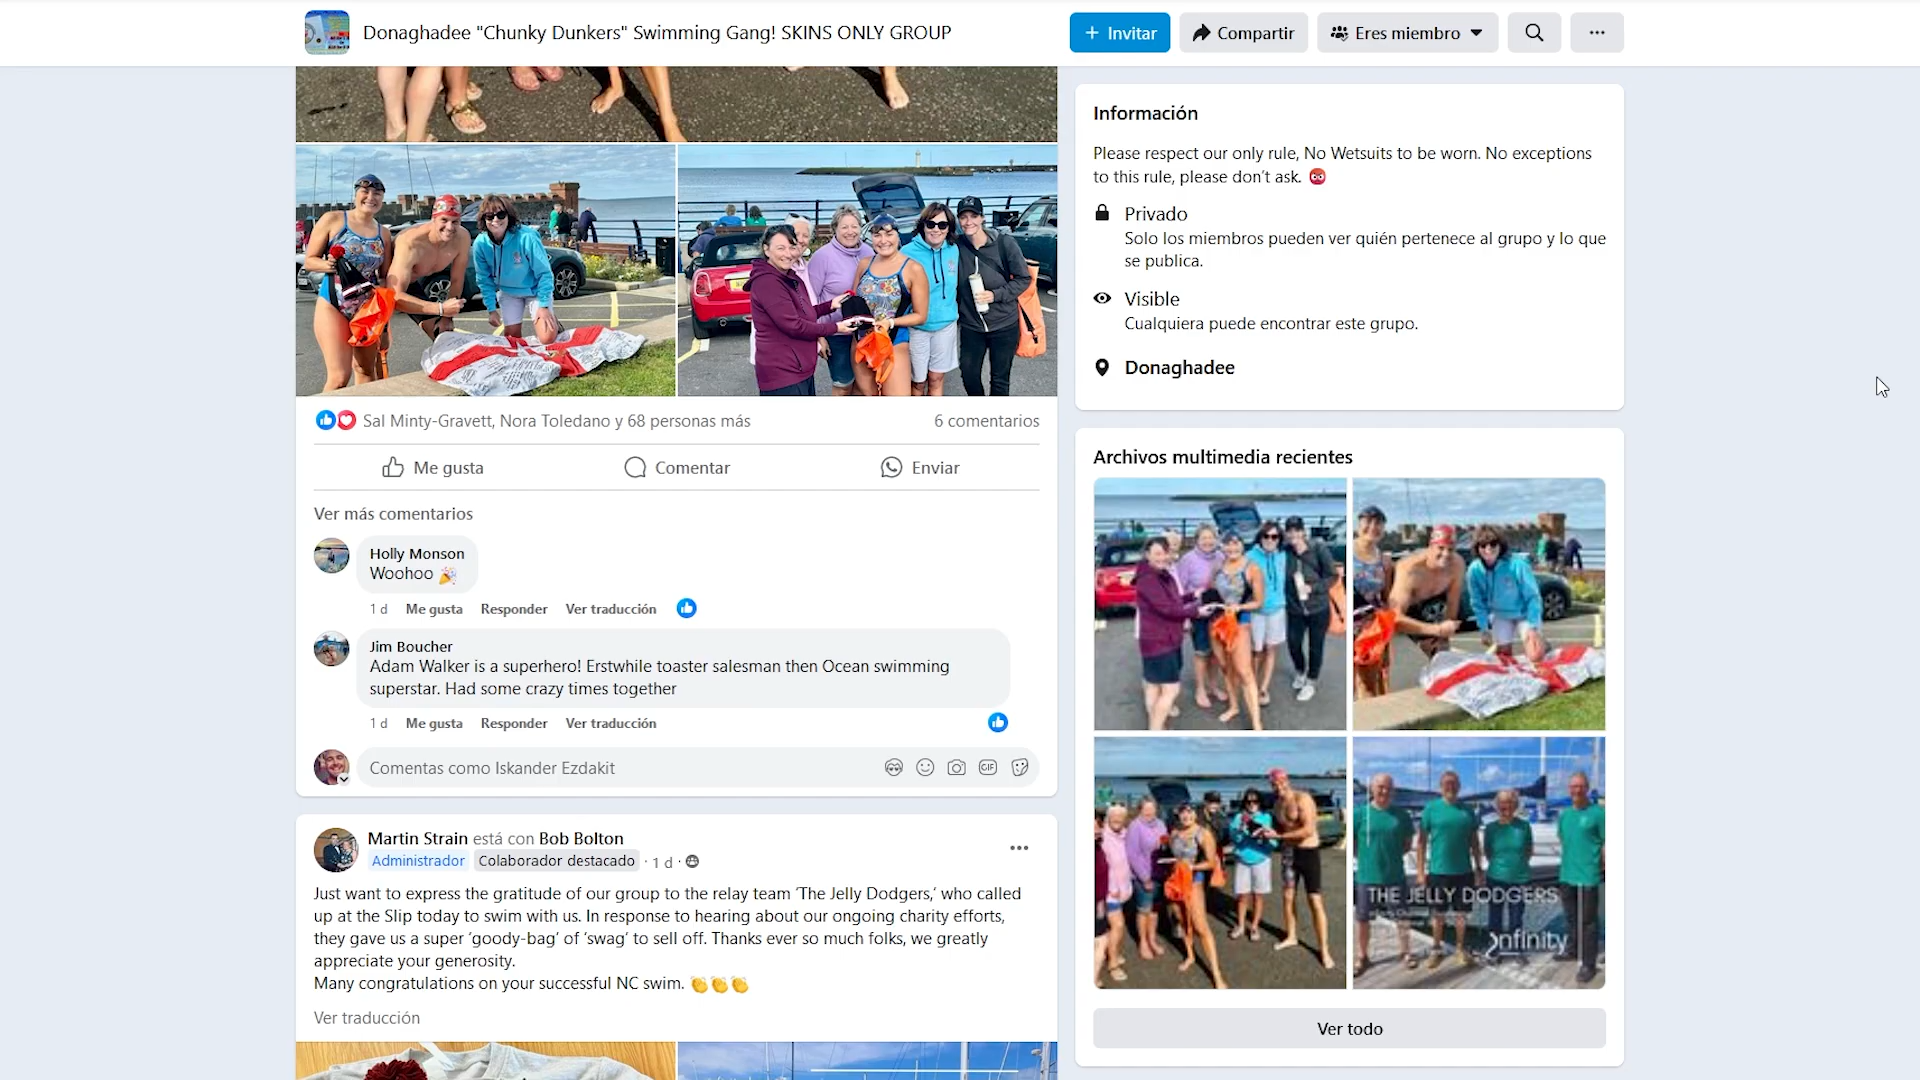 Donaghadee "Chunky Dunkers" Swimming Gang! SKINS ONLY GROUP
Invitar
Compartir
Eres miembro
Sal Minty-Gravett, Nora Toledano y 68 personas más
6 comentarios
Me gusta
Comentar
Enviar
Ver más comentarios
Holly Monson
Woohoo
1 d Me gusta Responder Ver traducción
Jim Boucher
Adam Walker is a superhero! Erstwhile toaster salesman then Ocean swimming
superstar. Had some crazy times together
1 d Me gusta Responder Ver traducción
Comentas como Iskander Ezdakit
GIF
Martin Strain está con Bob Bolton
Administrador Colaborador destacado · 1 d ·
Just want to express the gratitude of our group to the relay team 'The Jelly Dodgers,' who called
up at the Slip today to swim with us. In response to hearing about our ongoing charity efforts,
they gave us a super 'goody-bag' of 'swag' to sell off. Thanks ever so much folks, we greatly
appreciate your generosity.
Many congratulations on your successful NC swim.
Ver traducción
Información
Please respect our only rule, No Wetsuits to be worn. No exceptions
to this rule, please don't ask.
Privado
Solo los miembros pueden ver quién pertenece al grupo y lo que
se publica.
Visible
Cualquiera puede encontrar este grupo.
Donaghadee
Archivos multimedia recientes
THE JELLY DODGERS
Infinity
Ver todo